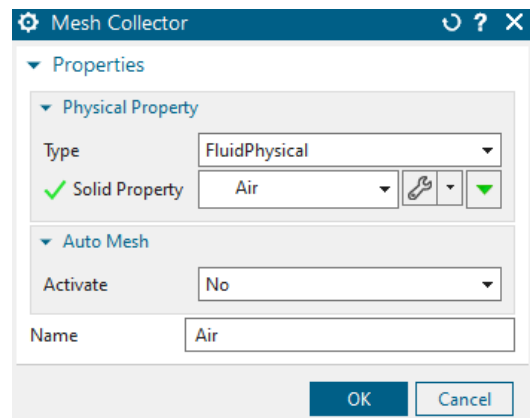 Mesh Collector ?
Properties
Physical Property
Type FluidPhysical
Solid Property Air
Auto Mesh
Activate No
Name Air
OK Cancel